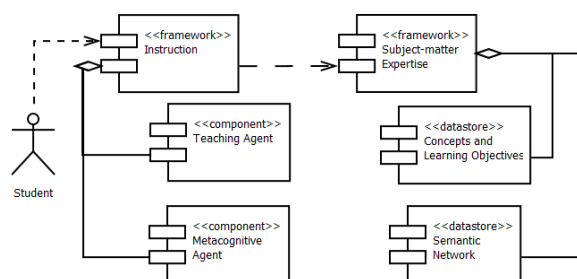 <<framework>>
Instruction
<<framework>>
Subject-matter
Expertise
<<component>>
Teaching Agent
<<datastore>>
Concepts and
Learning Objectives
Student
<<component>>
Metacognitive
Agent
<<datastore>>
Semantic
Network